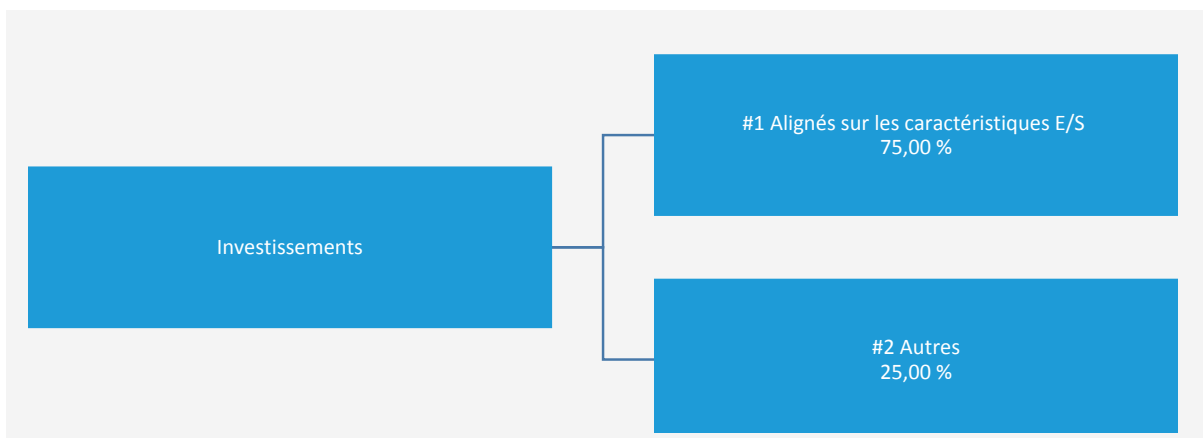 Investissements
#1 Alignés sur les caractéristiques E/S
75,00 %
#2 Autres
25,00 %